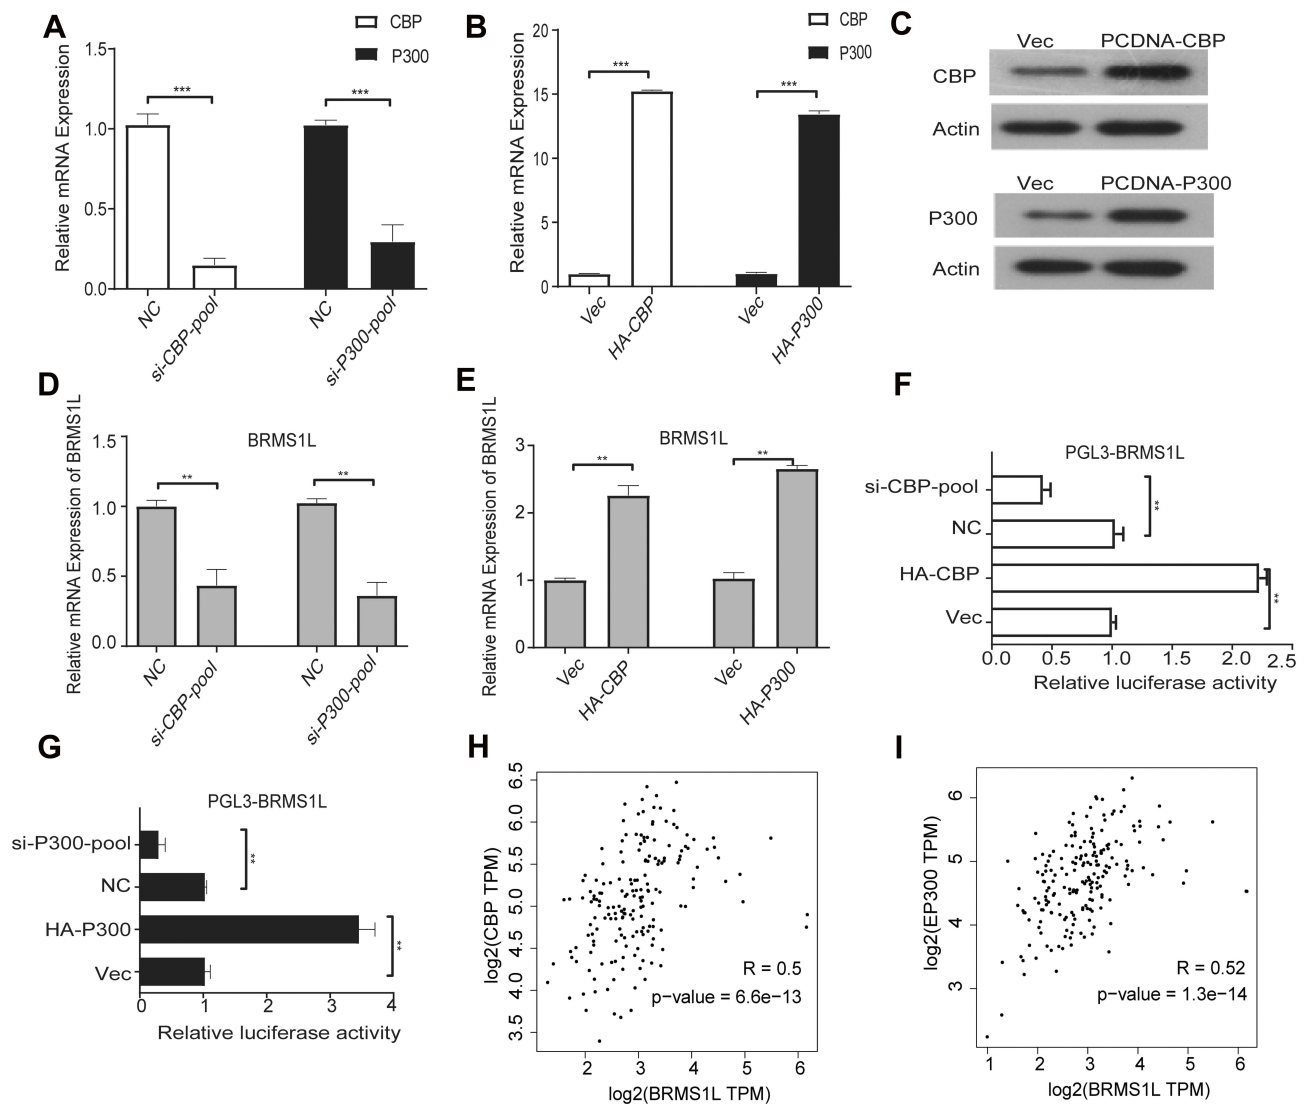 A
CBP
P300
Relative mRNA Expression
1.5
1.0
0.5
0.0
***
***
NC
si-CBP-pool
NC
si-P300-pool
B
CBP
P300
Relative mRNA Expression
20
15
10
5
0
***
***
Vec
HA-CBP
Vec
HA-P300
C
Vec PCDNA-CBP
CBP
Actin
Vec PCDNA-P300
P300
Actin
D
BRMS1L
Relative mRNA Expression of BRMS1L
1.5
1.0
0.5
0.0
**
**
NC
si-CBP-pool
NC
si-P300-pool
E
BRMS1L
Relative mRNA Expression of BRMS1L
3
2
1
0
**
**
Vec
HA-CBP
Vec
HA-P300
F
PGL3-BRMS1L
si-CBP-pool
NC
HA-CBP
Vec
**
**
0.0 0.5 1.0 1.5 2.0 2.5
Relative luciferase activity
G
PGL3-BRMS1L
si-P300-pool
NC
HA-P300
Vec
**
**
0 1 2 3 4
Relative luciferase activity
H
log2(CBP TPM)
6.5
6.0
5.5
5.0
4.5
4.0
3.5
R = 0.5
p-value = 6.6e−13
2 3 4 5 6
log2(BRMS1L TPM)
I
log2(EP300 TPM)
6
5
4
3
R = 0.52
p-value = 1.3e−14
1 2 3 4 5 6
log2(BRMS1L TPM)